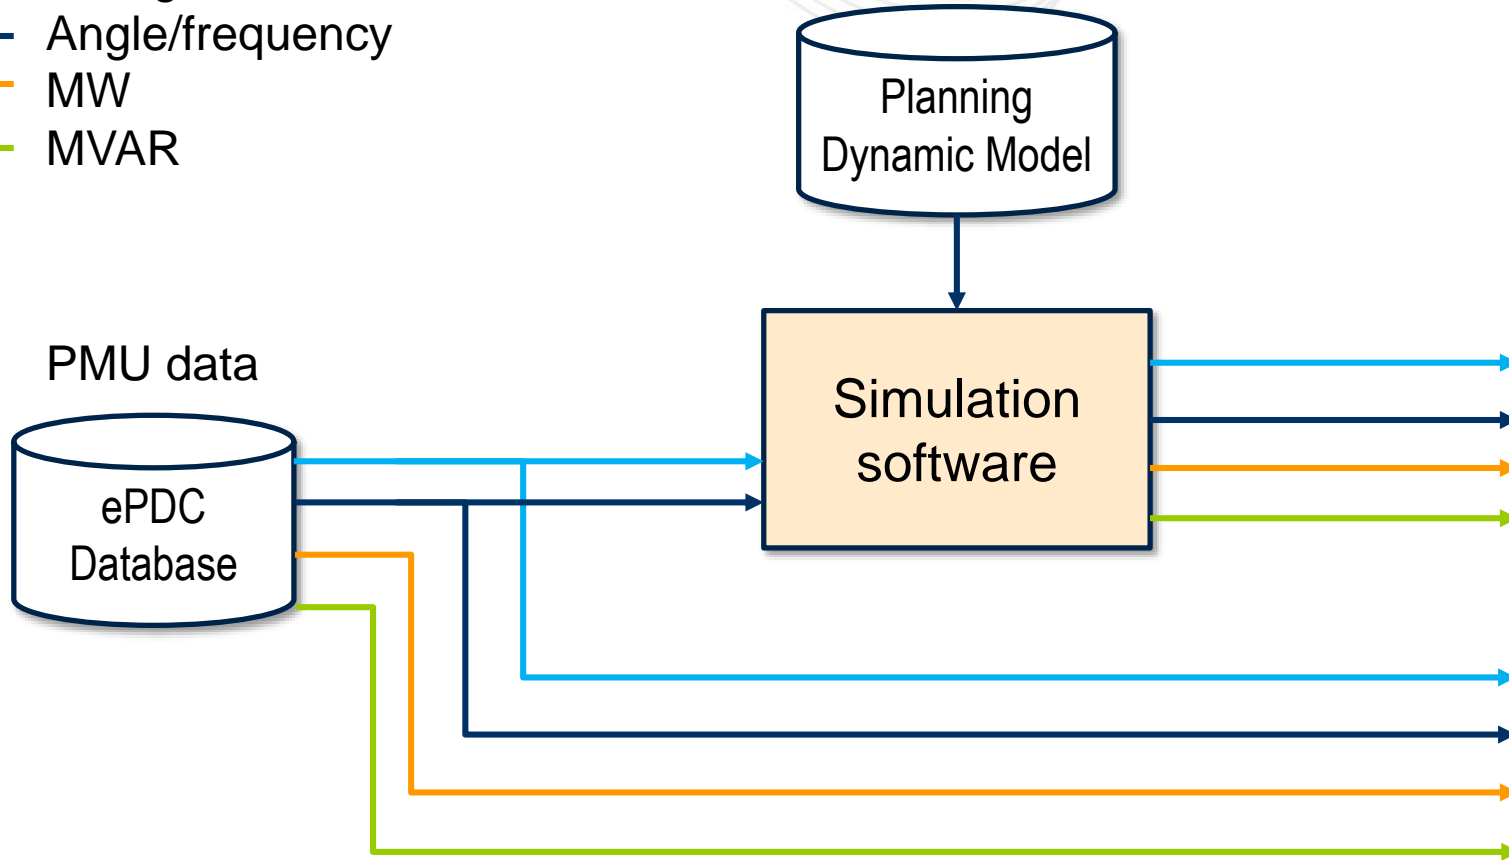 Angle/frequency
MW
MVAR
Planning
Dynamic Model
PMU data
Simulation
software
ePDC
Database